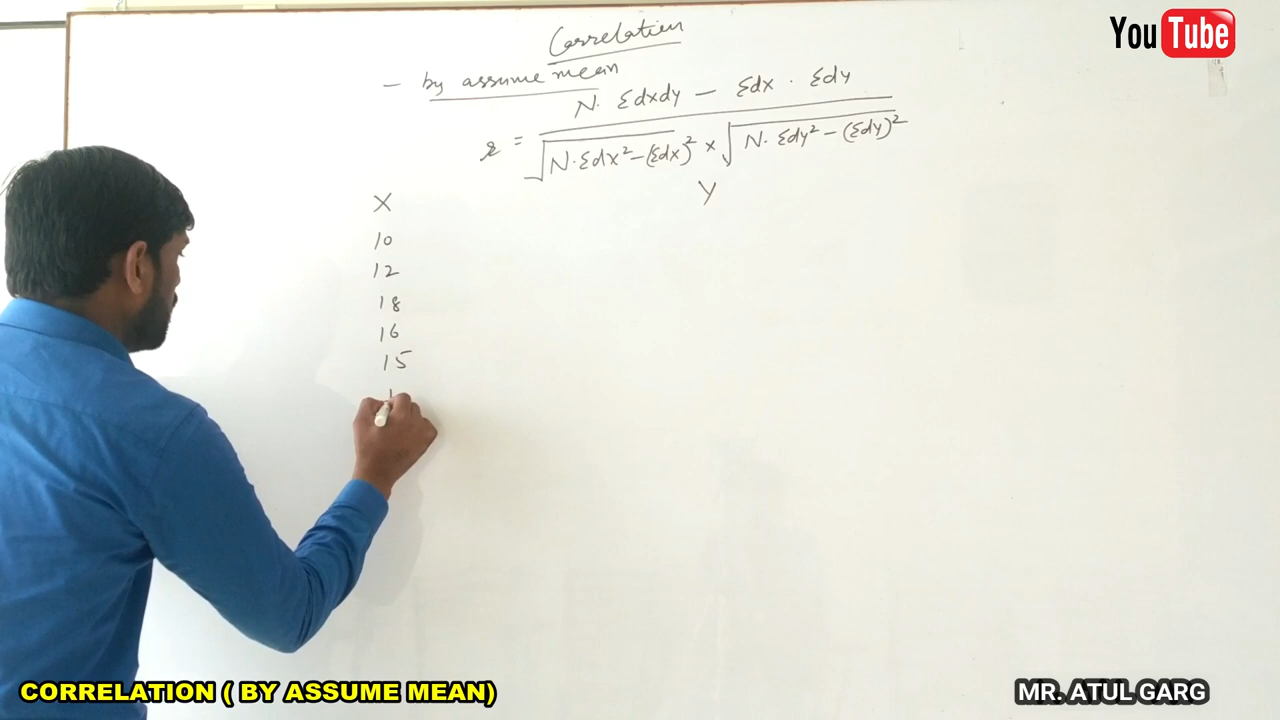 You Tube
Correlation
- by assume mean
r = N. Σdxdy - Σdx . Σdy
√N.Σdx² - (Σdx)² × √N. Σdy² - (Σdy)²
X Y
10
12
18
16
15
1
CORRELATION ( BY ASSUME MEAN)
MR. ATUL GARG